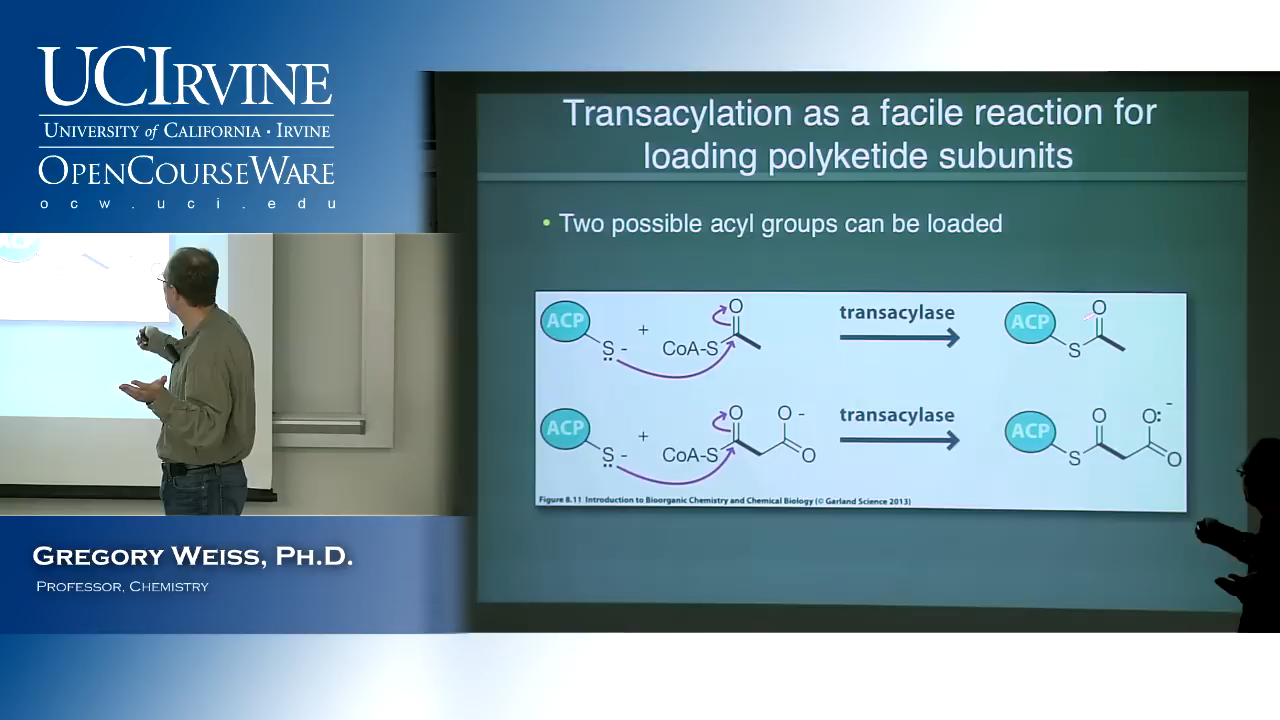 UCIRVINE
UNIVERSITY of CALIFORNIA · IRVINE
OPENCOURSEWARE
ocw.uci.edu
ACP
GREGORY WEISS, PH.D.
PROFESSOR, CHEMISTRY
Transacylation as a facile reaction for
loading polyketide subunits
• Two possible acyl groups can be loaded
ACP S - + CoA-S O transacylase ACP S O
ACP S - + CoA-S O O - O transacylase ACP S O O: - O
Figure 8.11 Introduction to Bioorganic Chemistry and Chemical Biology (© Garland Science 2013)